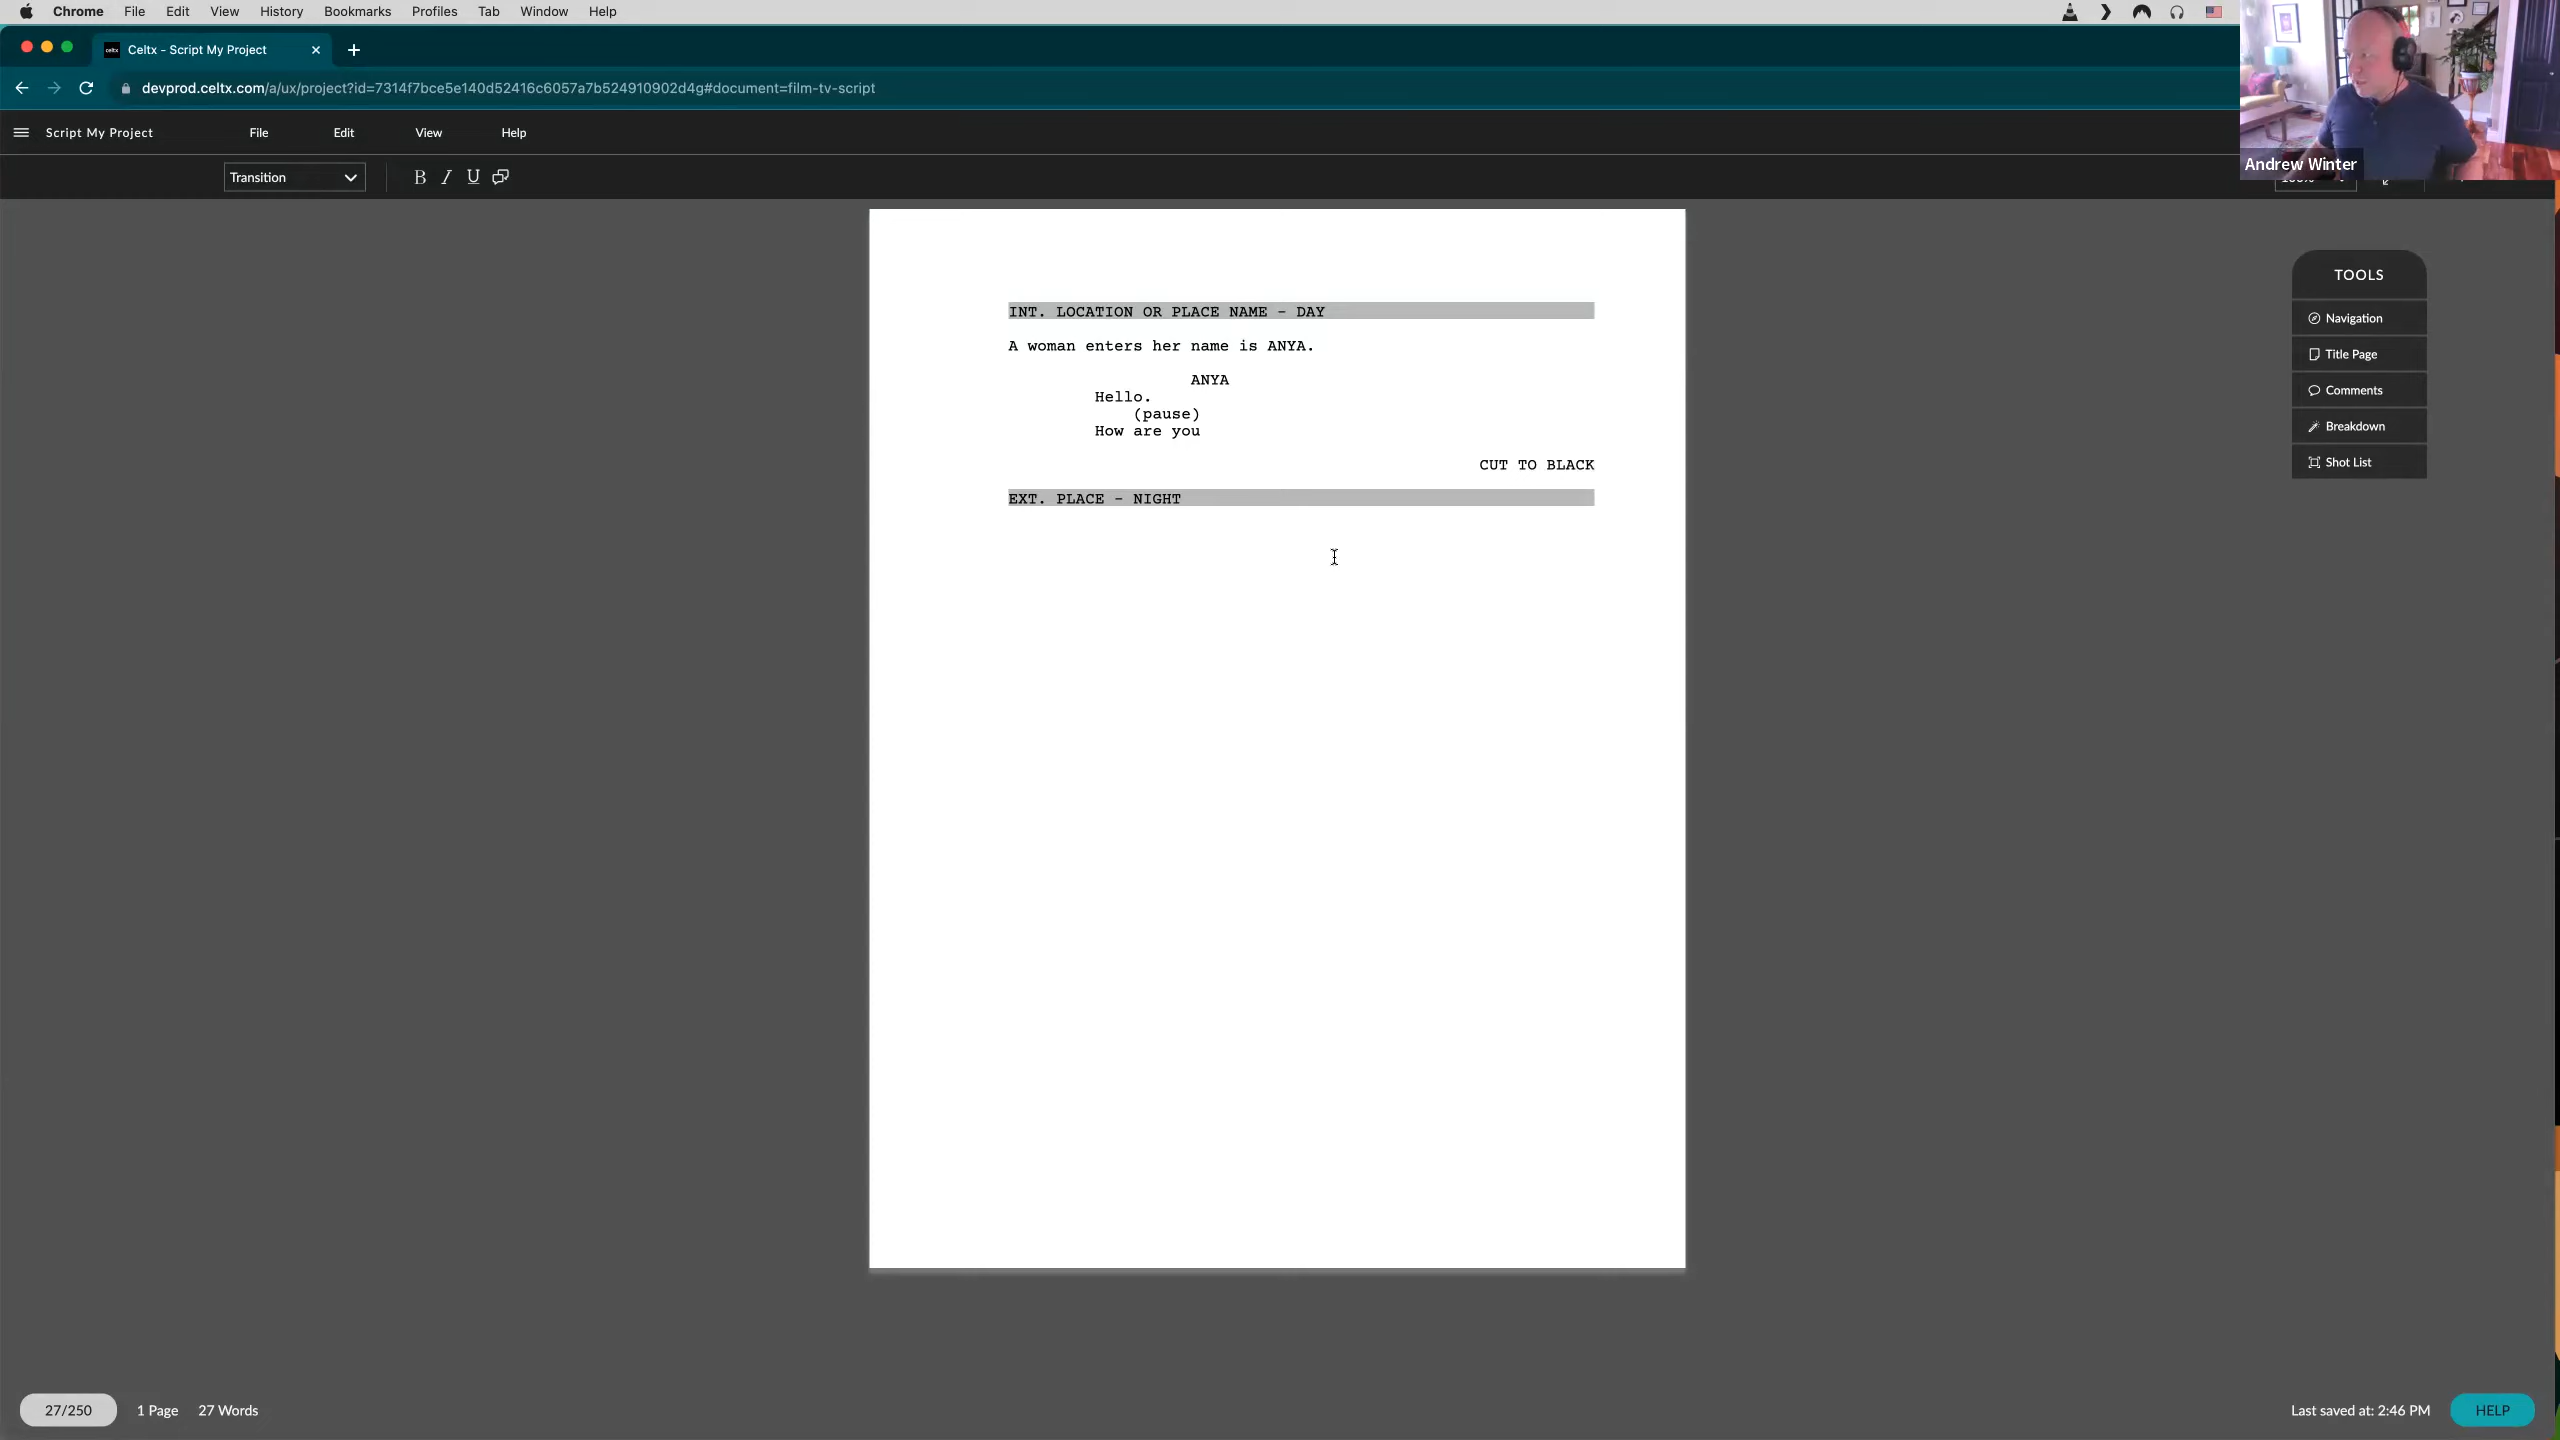 Chrome File Edit View History Bookmarks Profiles Tab Window Help
celtx Celtx - Script My Project
devprod.celtx.com/a/ux/project?id=7314f7bce5e140d52416c6057a7b524910902d4g#document=film-tv-script
Script My Project File Edit View Help
Andrew Winter
Transition B I U
INT. LOCATION OR PLACE NAME - DAY
A woman enters her name is ANYA.
ANYA
Hello.
(pause)
How are you
CUT TO BLACK
EXT. PLACE - NIGHT
TOOLS
Navigation
Title Page
Comments
Breakdown
Shot List
27/250 1 Page 27 Words Last saved at: 2:46 PM HELP